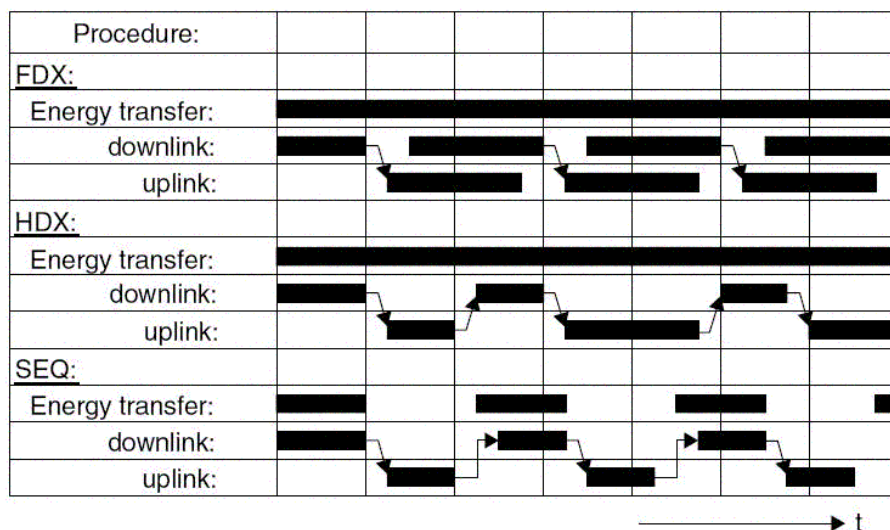 Procedure:
FDX:
Energy transfer:
downlink:
uplink:
HDX:
Energy transfer:
downlink:
uplink:
SEQ:
Energy transfer:
downlink:
uplink:
t